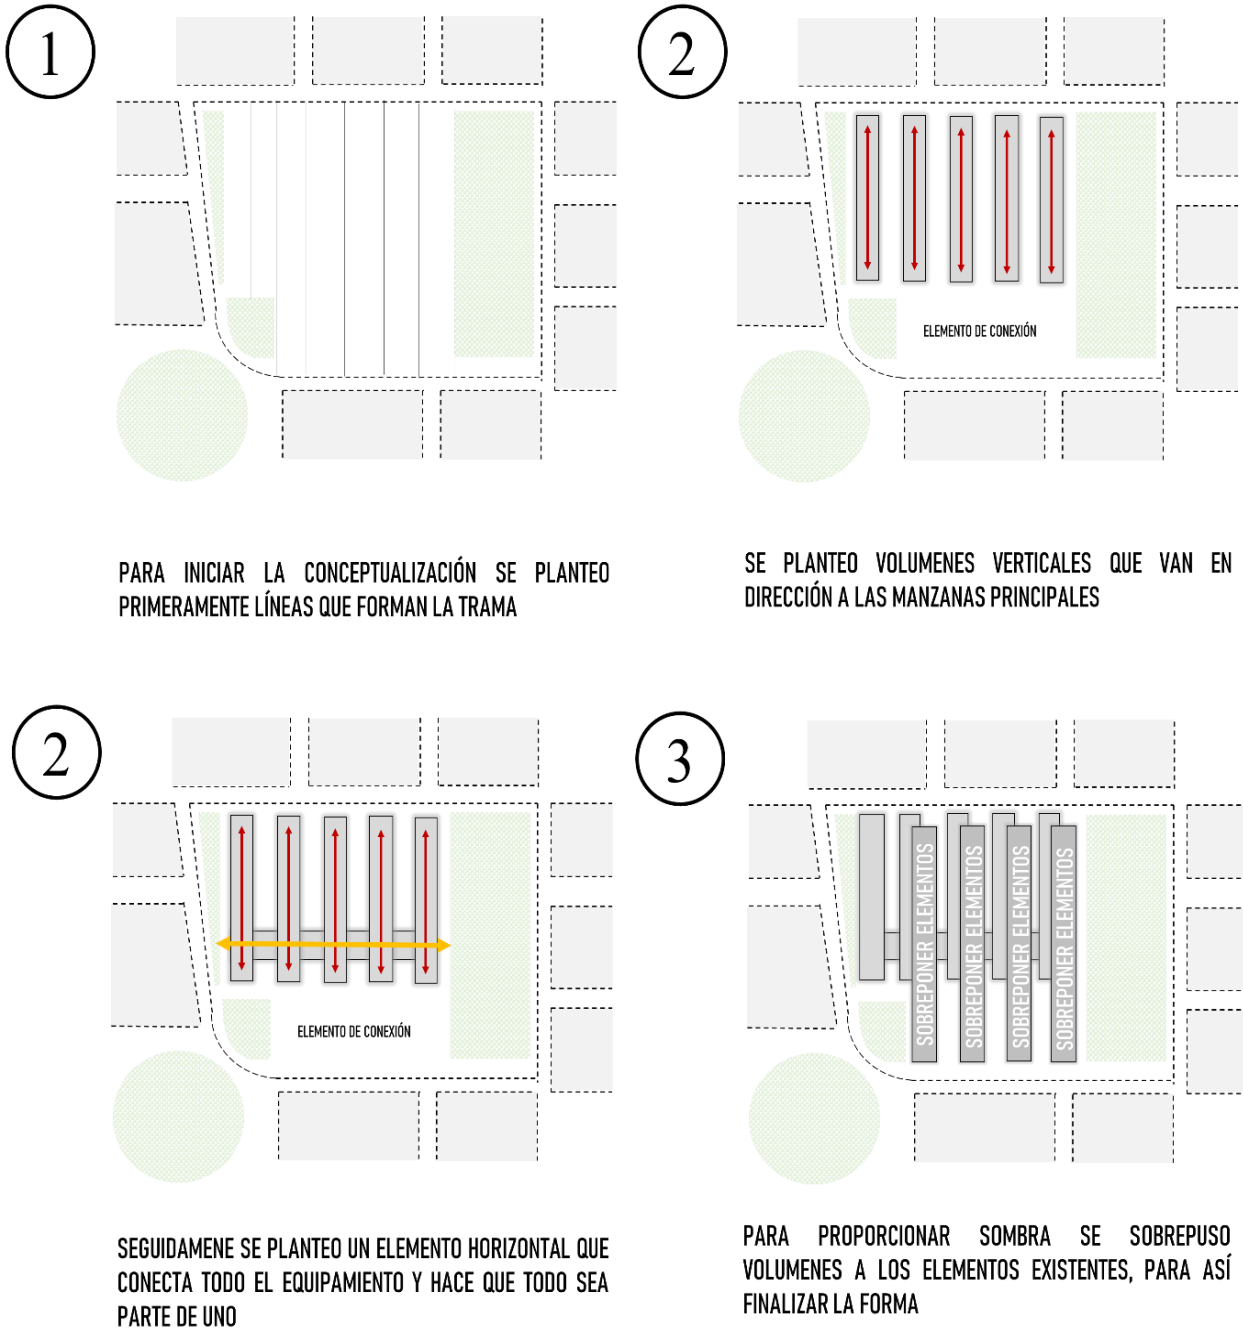 1
2
ELEMENTO DE CONEXIÓN
PARA INICIAR LA CONCEPTUALIZACIÓN SE PLANTEO
PRIMERAMENTE LÍNEAS QUE FORMAN LA TRAMA
SE PLANTEO VOLUMENES VERTICALES QUE VAN EN
DIRECCIÓN A LAS MANZANAS PRINCIPALES
2
ELEMENTO DE CONEXIÓN
3
SOBREPONER ELEMENTOS
SOBREPONER ELEMENTOS
SOBREPONER ELEMENTOS
SOBREPONER ELEMENTOS
SEGUIDAMENE SE PLANTEO UN ELEMENTO HORIZONTAL QUE
CONECTA TODO EL EQUIPAMIENTO Y HACE QUE TODO SEA
PARTE DE UNO
PARA PROPORCIONAR SOMBRA SE SOBREPUSO
VOLUMENES A LOS ELEMENTOS EXISTENTES, PARA ASÍ
FINALIZAR LA FORMA